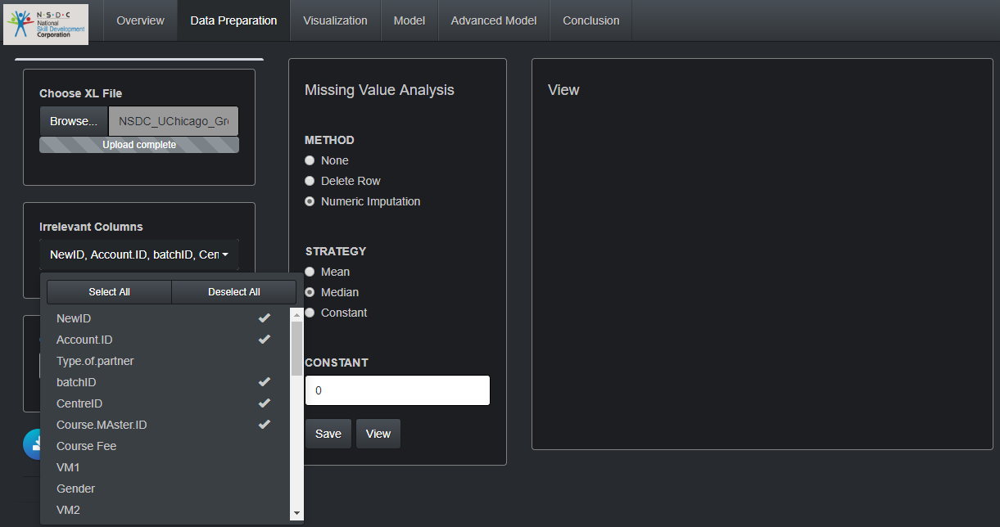 N·S·D·C
National
Skill Development
Corporation
Overview
Data Preparation
Visualization
Model
Advanced Model
Conclusion
Choose XL File
Browse...
NSDC_UChicago_Gr
Upload complete
Irrelevant Columns
NewID, Account.ID, batchID, Cen
Select All
Deselect All
NewID
Account.ID
Type.of.partner
batchID
CentreID
Course.MAster.ID
Course Fee
VM1
Gender
VM2
Missing Value Analysis
METHOD
None
Delete Row
Numeric Imputation
STRATEGY
Mean
Median
Constant
CONSTANT
0
Save
View
View